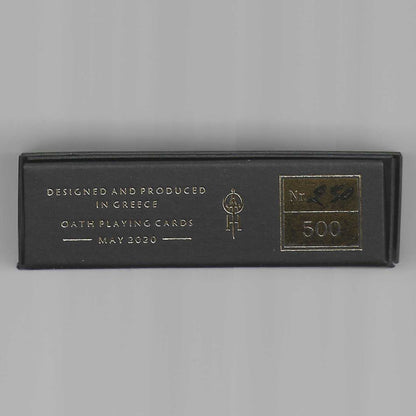 DESIGNED AND PRODUCED
IN GREECE
OATH PLAYING CARDS
MAY 2020
Nr.
500